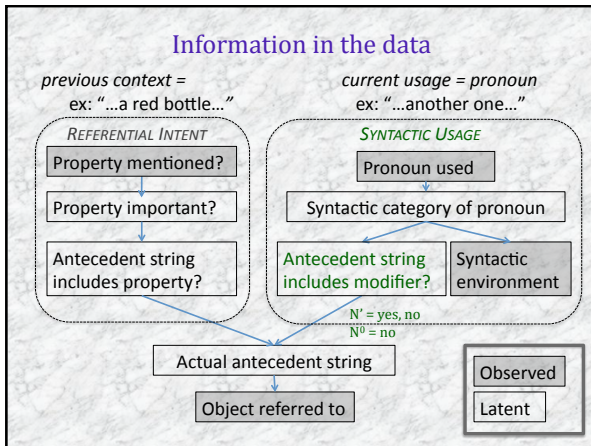 Information in the data
previous context =
ex: “…a red bottle…”
current usage = pronoun
ex: “…another one…”
REFERENTIAL INTENT
Property mentioned?
Property important?
Antecedent string
includes property?
SYNTACTIC USAGE
Pronoun used
Syntactic category of pronoun
Antecedent string
includes modifier?
Syntactic
environment
N' = yes, no
N⁰ = no
Actual antecedent string
Object referred to
Observed
Latent